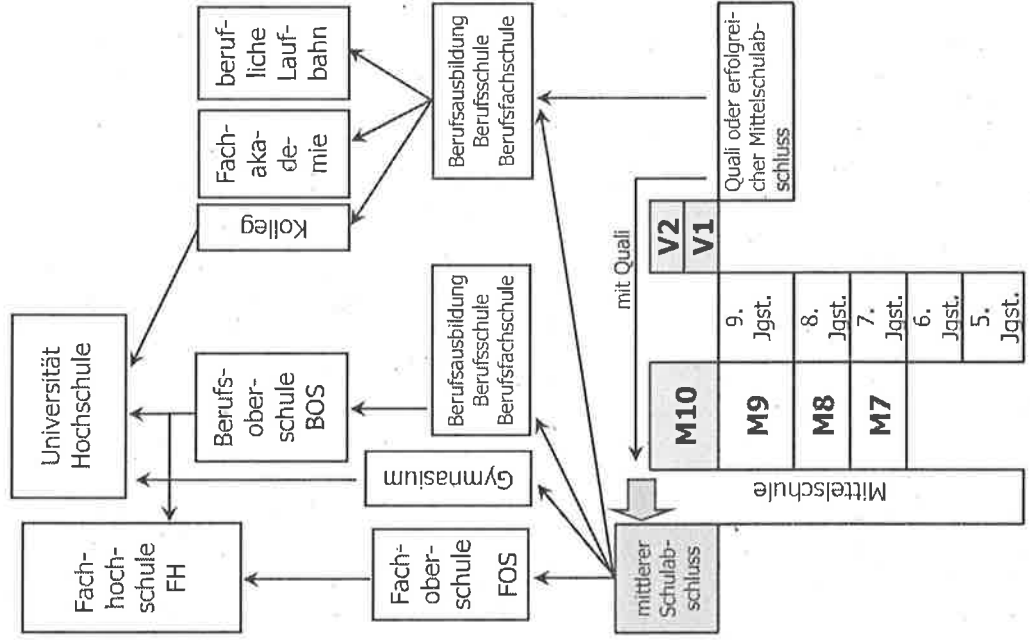 Fach-
hoch-
schule
FH
Universität
Hochschule
Fach-
ober-
schule
FOS
Gymnasium
Berufs-
ober-
schule
BOS
Berufsausbildung
Berufsschule
Berufsfachschule
Kolleg
Fach-
aka-
de-
mie
beruf-
liche
Lauf-
bahn
Berufsausbildung
Berufsschule
Berufsfachschule
mittlerer
Schulab-
schluss
mit Quali
Mittelschule
M10
M9
M8
M7
9.
Jgst.
8.
Jgst.
7.
Jgst.
6.
Jgst.
5.
Jgst.
V2
V1
Quali oder erfolgrei-
cher Mittelschulab-
schluss